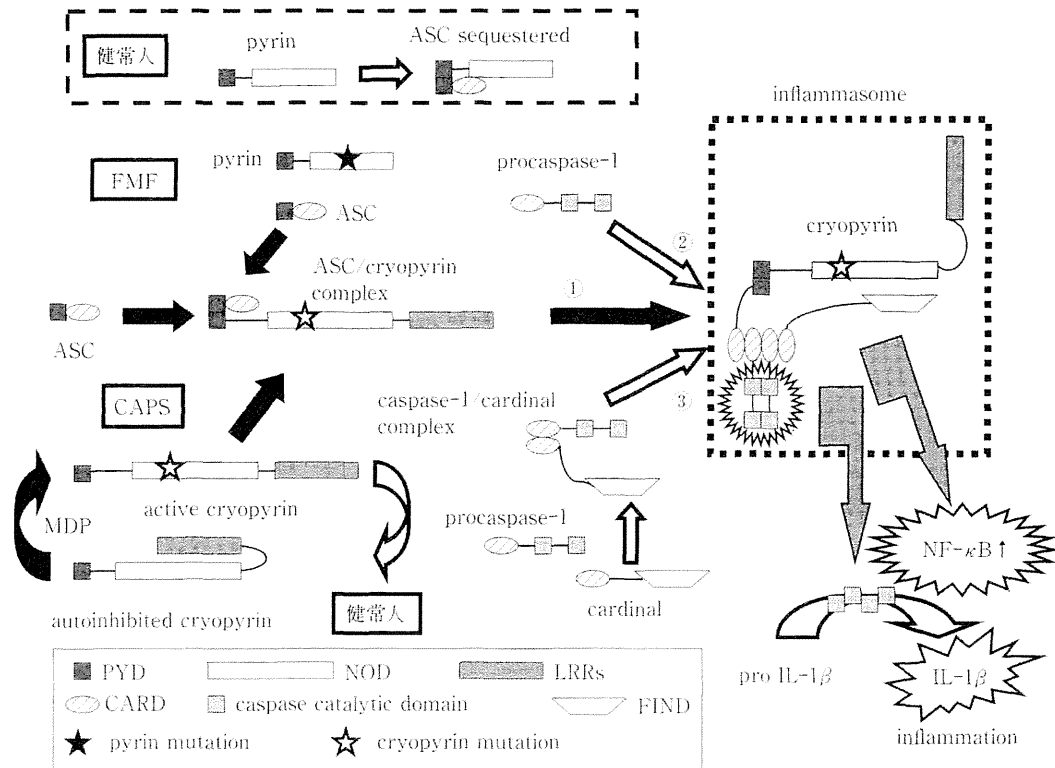 健常人
pyrin
ASC sequestered
inflammasome
FMF
pyrin
ASC
procaspase-1
②
cryopyrin
ASC/cryopyrin
complex
①
ASC
CAPS
caspase-1/cardinal
complex
③
active cryopyrin
MDP
procaspase-1
NF-κB↑
autoinhibited cryopyrin
健常人
cardinal
PYD
NOD
LRRs
CARD
caspase catalytic domain
FIND
pyrin mutation
cryopyrin mutation
pro IL-1β
IL-1β
inflammation